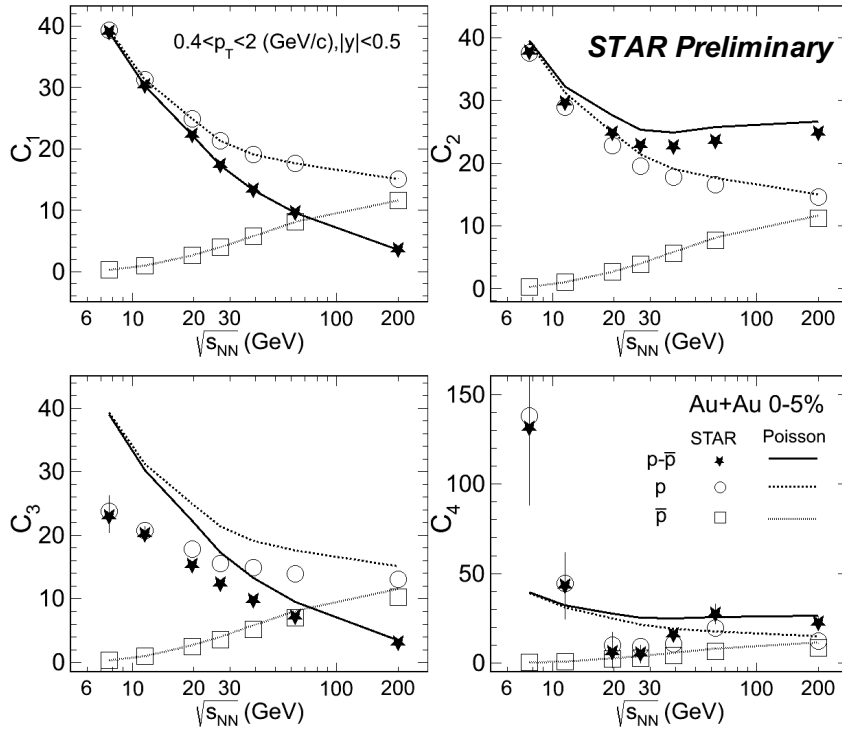 0.4<p_T<2 (GeV/c),|y|<0.5
C_1
40
30
20
10
0
6 10 20 30 100 200
√s_NN (GeV)
STAR Preliminary
C_2
40
30
20
10
0
6 10 20 30 100 200
√s_NN (GeV)
C_3
40
30
20
10
0
6 10 20 30 100 200
√s_NN (GeV)
Au+Au 0-5%
STAR Poisson
p-p̅
p
p̅
C_4
150
100
50
0
6 10 20 30 100 200
√s_NN (GeV)